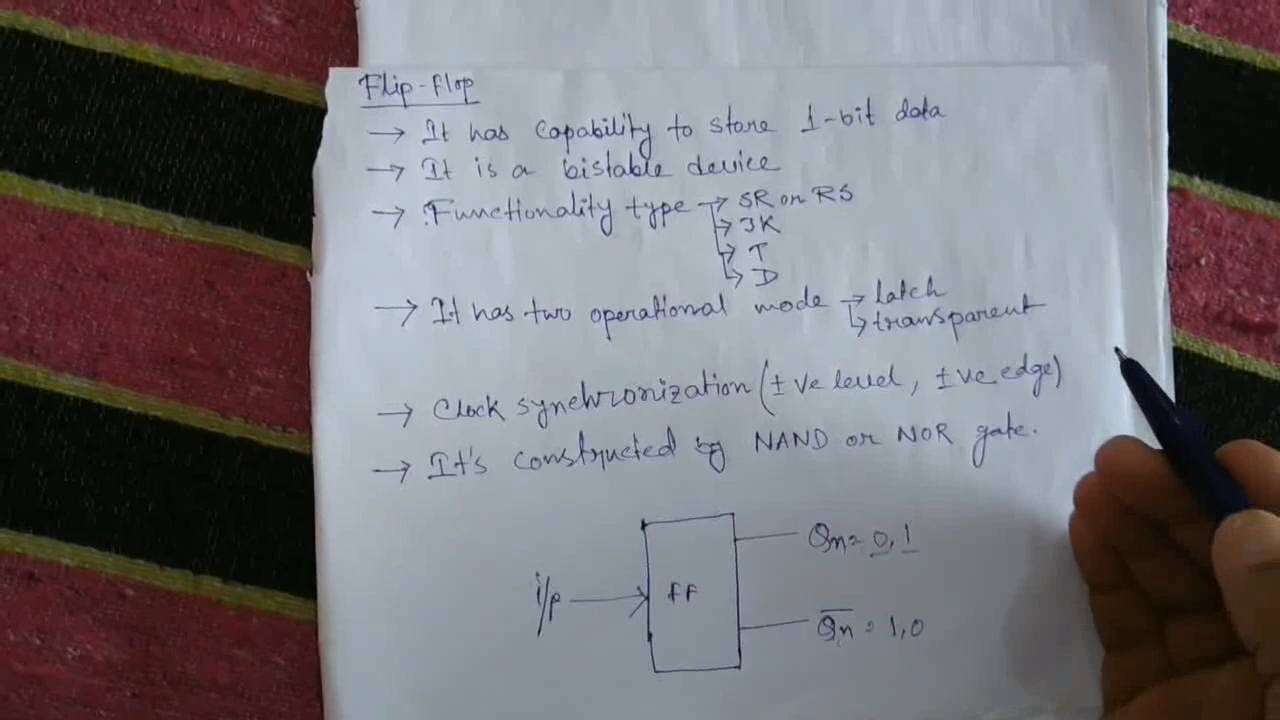 Flip-Flop
→ It has capability to store 1-bit data
→ It is a bistable device
→ Functionality type → SR or RS
→ JK
→ T
→ D
→ It has two operational mode → latch
→ transparent
→ Clock synchronization (±ve level, ±ve edge)
→ It's constructed by NAND or NOR gate.
Qn = 0, 1
i/p → FF
Q̅n̅ = 1, 0